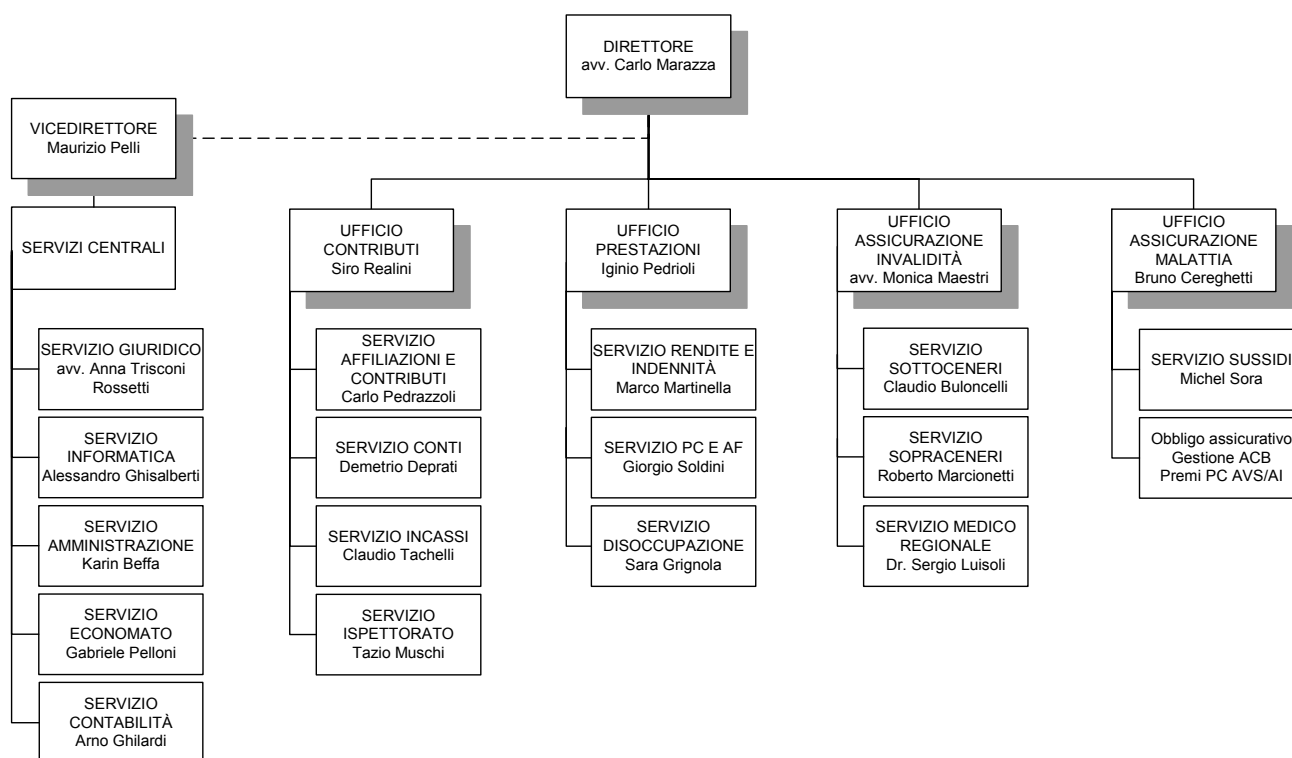 DIRETTORE
avv. Carlo Marazza
VICEDIRETTORE
Maurizio Pelli
SERVIZI CENTRALI
SERVIZIO GIURIDICO
avv. Anna Trisconi
Rossetti
SERVIZIO
INFORMATICA
Alessandro Ghisalberti
SERVIZIO
AMMINISTRAZIONE
Karin Beffa
SERVIZIO
ECONOMATO
Gabriele Pelloni
SERVIZIO
CONTABILITÀ
Arno Ghilardi
UFFICIO
CONTRIBUTI
Siro Realini
SERVIZIO
AFFILIAZIONI E
CONTRIBUTI
Carlo Pedrazzoli
SERVIZIO CONTI
Demetrio Deprati
SERVIZIO INCASSI
Claudio Tachelli
SERVIZIO
ISPETTORATO
Tazio Muschi
UFFICIO
PRESTAZIONI
Iginio Pedrioli
SERVIZIO RENDITE E
INDENNITÀ
Marco Martinella
SERVIZIO PC E AF
Giorgio Soldini
SERVIZIO
DISOCCUPAZIONE
Sara Grignola
UFFICIO
ASSICURAZIONE
INVALIDITÀ
avv. Monica Maestri
SERVIZIO
SOTTOCENERI
Claudio Buloncelli
SERVIZIO
SOPRACENERI
Roberto Marcionetti
SERVIZIO MEDICO
REGIONALE
Dr. Sergio Luisoli
UFFICIO
ASSICURAZIONE
MALATTIA
Bruno Cereghetti
SERVIZIO SUSSIDI
Michel Sora
Obbligo assicurativo
Gestione ACB
Premi PC AVS/AI